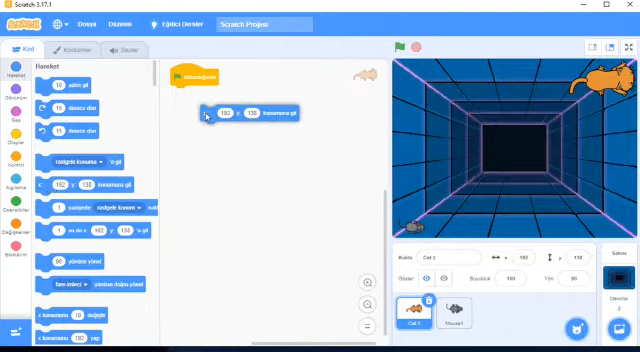 Scratch 3.17.1
SCRATCH
Dosya
Düzenle
Eğitici Dersler
Scratch Projesi
Kod
Kostümler
Sesler
Hareket
Görünüm
Ses
Olaylar
Kontrol
Algılama
Operatörler
Değişkenler
Bloklarım
Hareket
10 adım git
15 derece dön
15 derece dön
rastgele konuma 'a git
x: 192 y: 138 konumuna git
1 saniyede rastgele konum
1 sn.de x: 192 y: 138 'a git
90 yönüne yönel
fare-imleci yönüne doğru yönel
x konumunu 10 değiştir
x konumunu 192 yap
tıklandığında
192 y 138 konumuna git
Kukla
Cat 2
x 192
y 138
Göster
Büyüklük 100
Yön 90
Cat 2
Mouse1
Sahne
Dekorlar
2